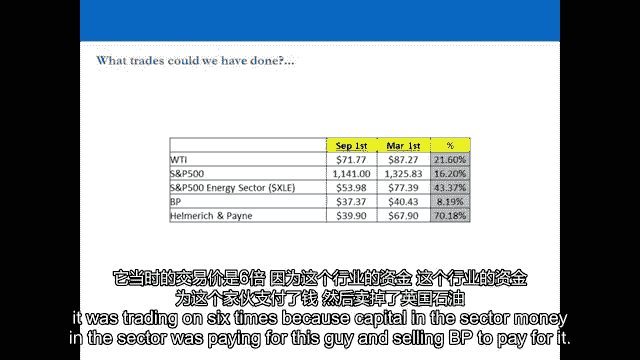 What trades could we have done?...
Sep 1st Mar 1st %
WTI $71.77 $87.27 21.60%
S&P500 1,141.00 1,325.83 16.20%
S&P500 Energy Sector ($XLE) $53.98 $77.39 43.37%
BP $37.37 $40.43 8.19%
Helmerich & Payne $39.90 $67.90 70.18%
它当时的交易价是6倍 因为这个行业的资金 这个行业的资金
为这个家伙支付了钱 然后卖掉了英国石油
it was trading on six times because capital in the sector money
in the sector was paying for this guy and selling BP to pay for it.